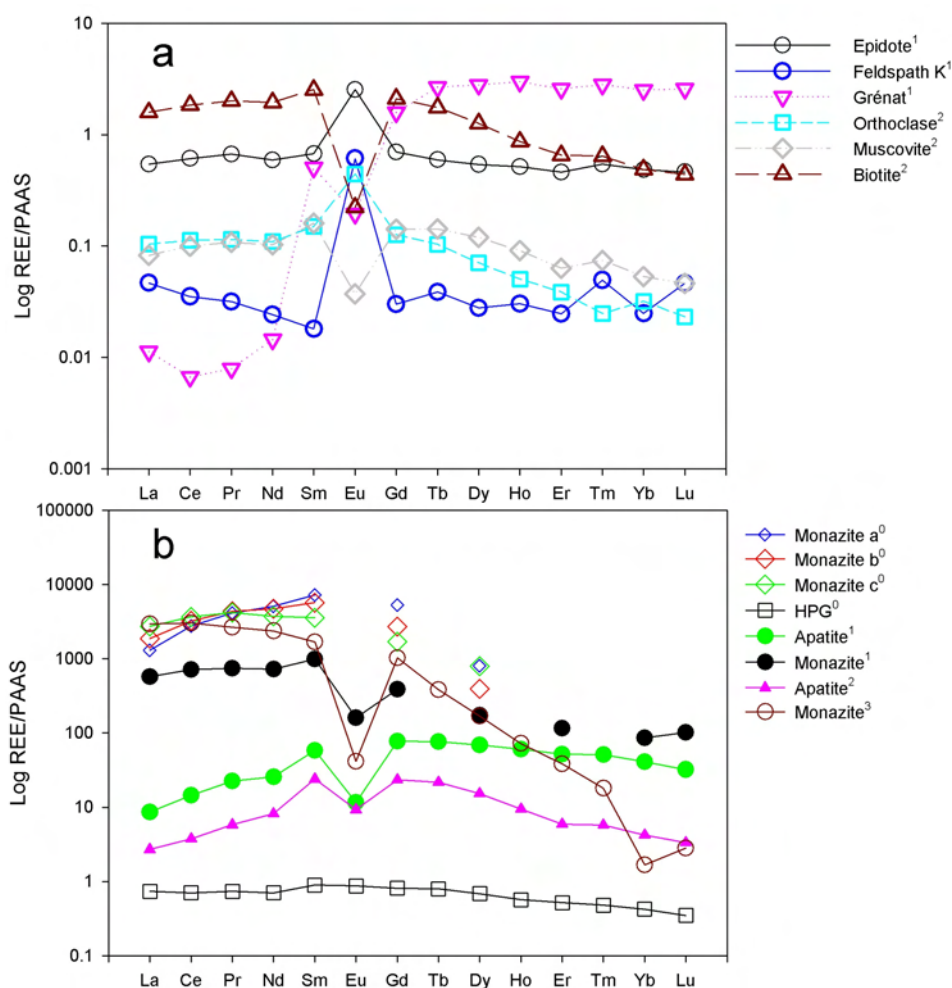 a
Log REE/PAAS
10
1
0.1
0.01
0.001
La Ce Pr Nd Sm Eu Gd Tb Dy Ho Er Tm Yb Lu
Epidote¹
Feldspath K¹
Grénat¹
Orthoclase²
Muscovite²
Biotite²
b
Log REE/PAAS
100000
10000
1000
100
10
1
0.1
La Ce Pr Nd Sm Eu Gd Tb Dy Ho Er Tm Yb Lu
Monazite a⁰
Monazite b⁰
Monazite c⁰
HPG⁰
Apatite¹
Monazite¹
Apatite²
Monazite³